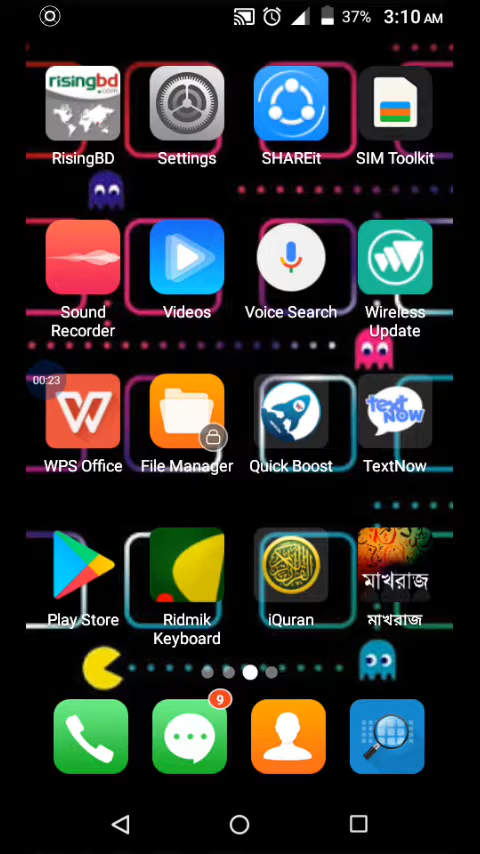 37% 3:10 AM
risingbd
.com
RisingBD Settings SHAREit SIM Toolkit
Sound Recorder Videos Voice Search Wireless Update
00:23
W
text NOW
WPS Office File Manager Quick Boost TextNow
মাখরাজ
Play Store Ridmik Keyboard iQuran মাখরাজ
9